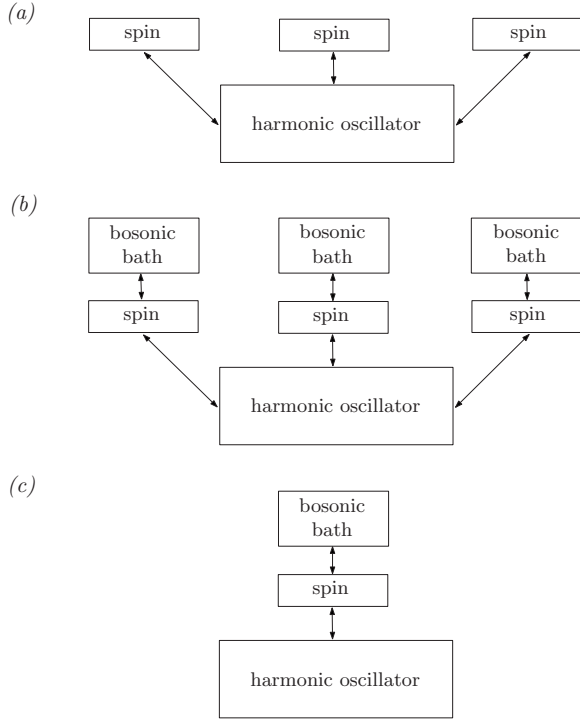 (a)
spin spin spin
harmonic oscillator
(b)
bosonic bosonic bosonic
bath bath bath
spin spin spin
harmonic oscillator
(c)
bosonic
bath
spin
harmonic oscillator